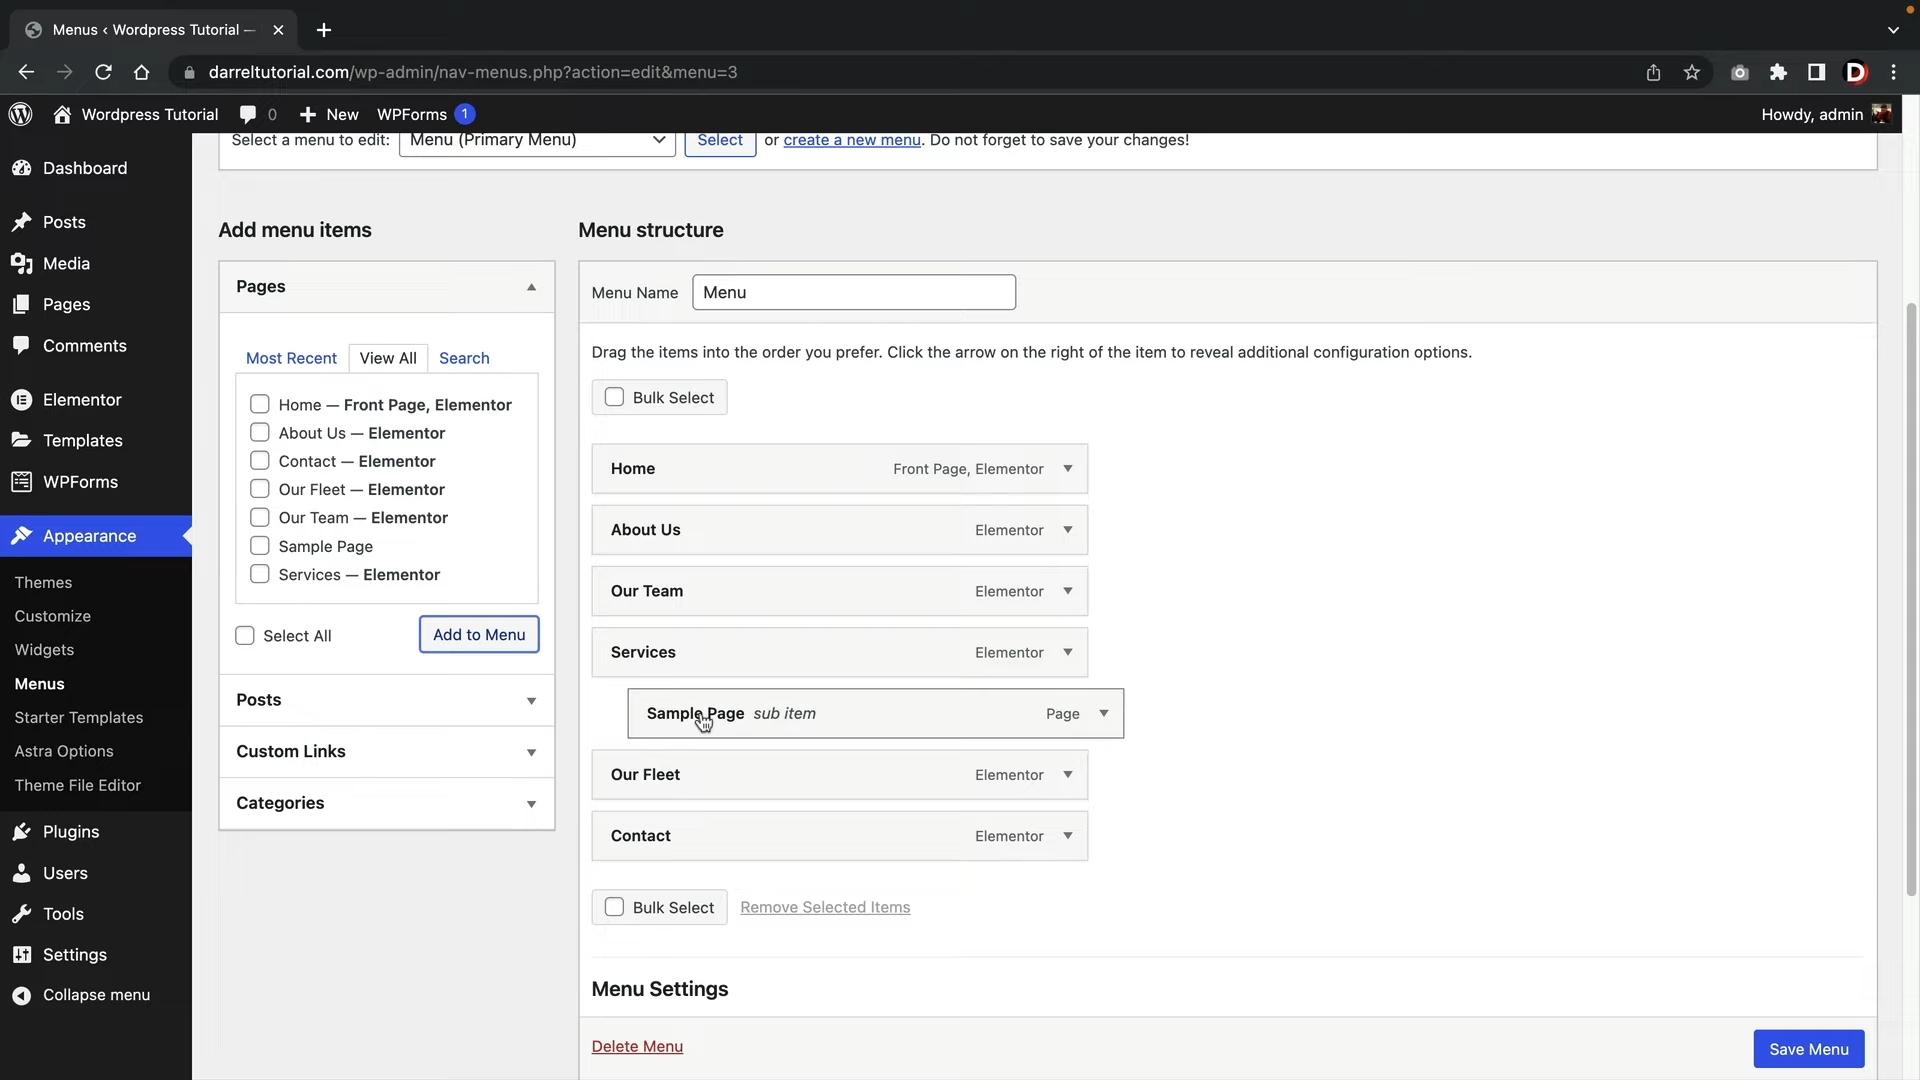 Menus ‹ Wordpress Tutorial —
darreltutorial.com/wp-admin/nav-menus.php?action=edit&menu=3
D
Wordpress Tutorial
0
New
WPForms 1
Howdy, admin
Select a menu to edit: Menu (Primary Menu) Select or create a new menu. Do not forget to save your changes!
Dashboard
Posts
Media
Pages
Comments
Elementor
Templates
WPForms
Appearance
Themes
Customize
Widgets
Menus
Starter Templates
Astra Options
Theme File Editor
Plugins
Users
Tools
Settings
Collapse menu
Add menu items
Pages
Most Recent View All Search
Home — Front Page, Elementor
About Us — Elementor
Contact — Elementor
Our Fleet — Elementor
Our Team — Elementor
Sample Page
Services — Elementor
Select All Add to Menu
Posts
Custom Links
Categories
Menu structure
Menu Name Menu
Drag the items into the order you prefer. Click the arrow on the right of the item to reveal additional configuration options.
Bulk Select
Home Front Page, Elementor
About Us Elementor
Our Team Elementor
Services Elementor
Sample Page sub item Page
Our Fleet Elementor
Contact Elementor
Bulk Select Remove Selected Items
Menu Settings
Delete Menu Save Menu